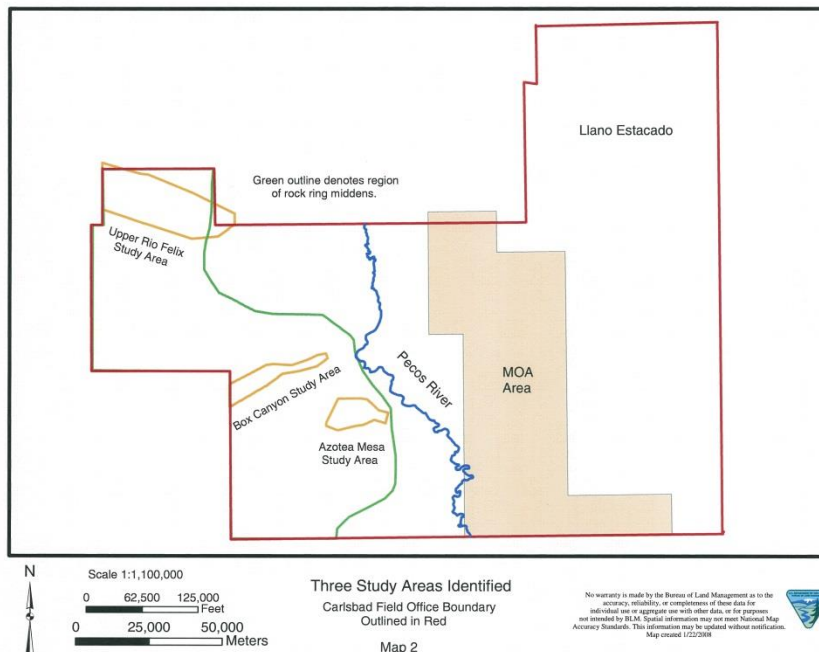 Llano Estacado
Green outline denotes region
of rock ring middens.
Upper Rio Felix
Study Area
Pecos River
MOA
Area
Box Canyon Study Area
Azotea Mesa
Study Area
N
Scale 1:1,100,000
0 62,500 125,000
Feet
0 25,000 50,000
Meters
Three Study Areas Identified
Carlsbad Field Office Boundary
Outlined in Red
Map 2
No warranty is made by the Bureau of Land Management as to the
accuracy, reliability, or completeness of these data for
individual use or aggregate use with other data, or for purposes
not intended by BLM. Spatial information may not meet National Map
Accuracy Standards. This information may be updated without notification.
Map created 1/22/2008